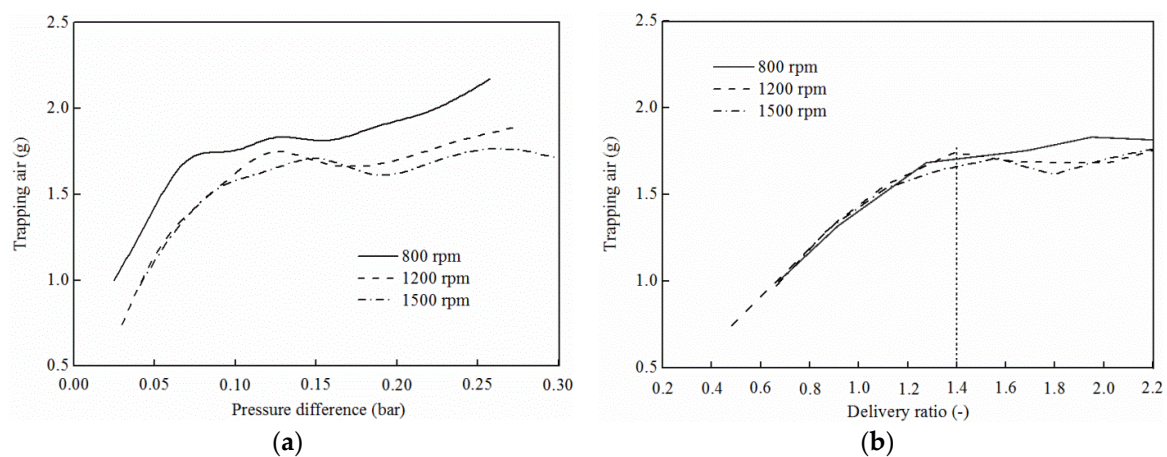 2.5
2.0
1.5
1.0
0.5
Trapping air (g)
800 rpm
1200 rpm
1500 rpm
0.00 0.05 0.10 0.15 0.20 0.25 0.30
Pressure difference (bar)
(a)
2.5
2.0
1.5
1.0
0.5
Trapping air (g)
800 rpm
1200 rpm
1500 rpm
0.2 0.4 0.6 0.8 1.0 1.2 1.4 1.6 1.8 2.0 2.2
Delivery ratio (-)
(b)